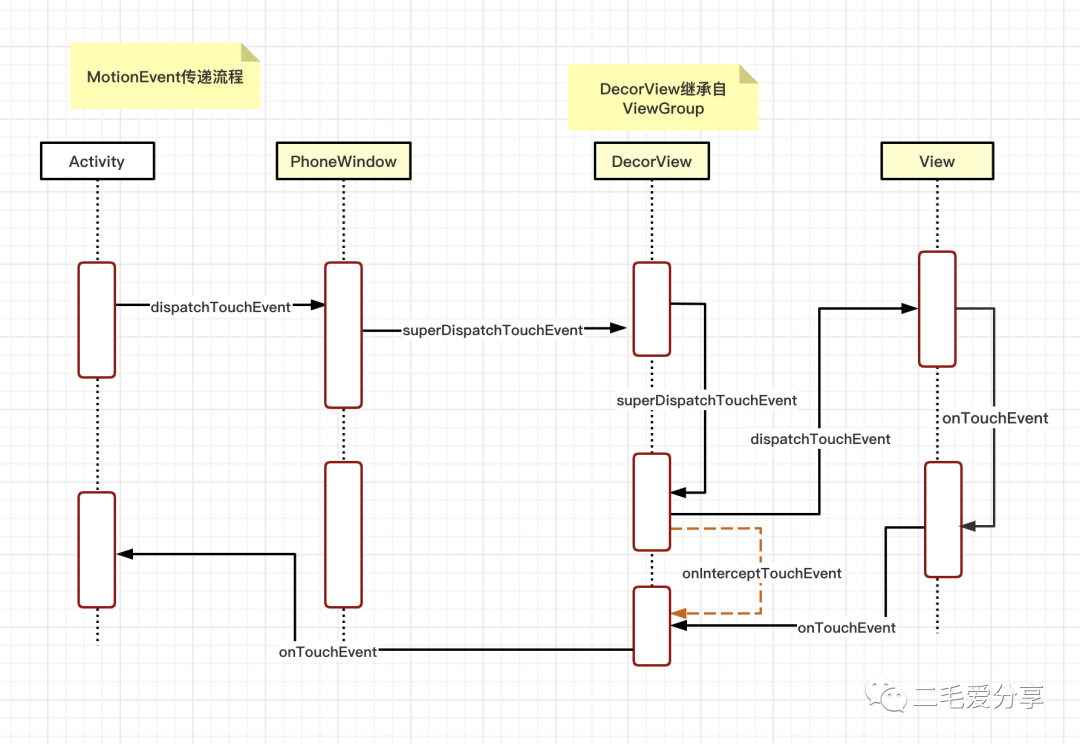 MotionEvent传递流程
DecorView继承自
ViewGroup
Activity
PhoneWindow
DecorView
View
dispatchTouchEvent
superDispatchTouchEvent
superDispatchTouchEvent
onTouchEvent
dispatchTouchEvent
onInterceptTouchEvent
onTouchEvent
onTouchEvent
二毛爱分享